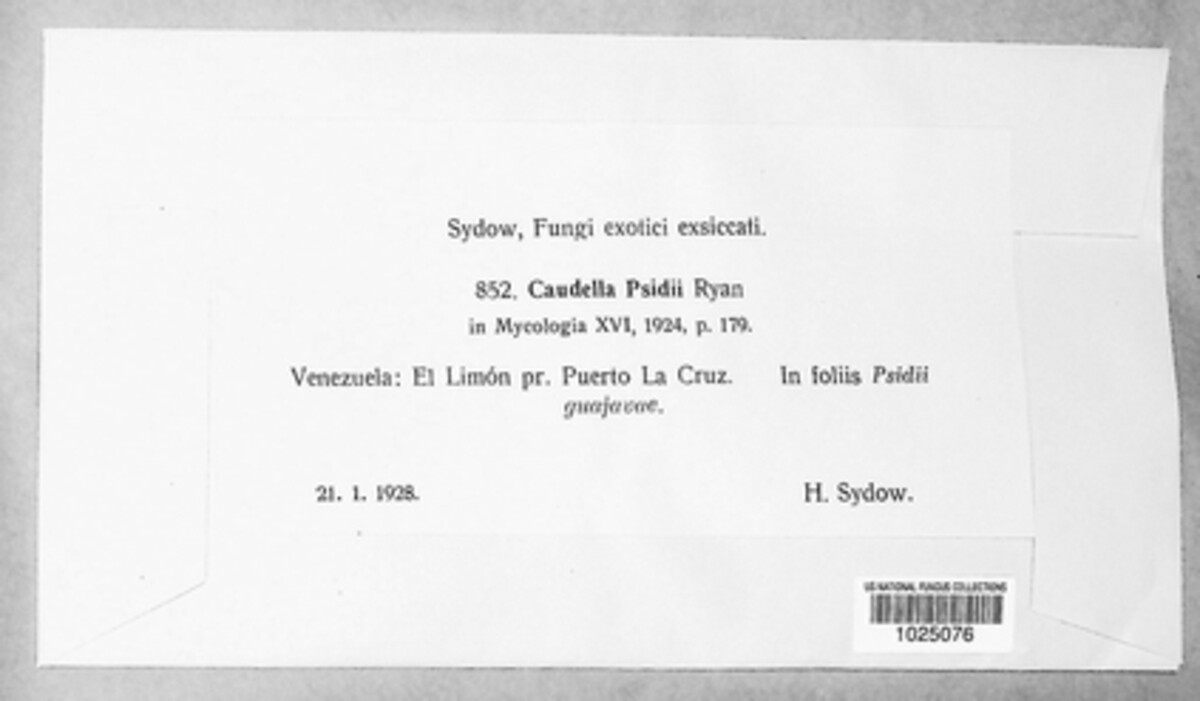 Sydow, Fungi exotici exsiccati.
852. Caudella Psidii Ryan
in Mycologia XVI, 1924, p. 179.
Venezuela: El Limón pr. Puerto La Cruz. In foliis Psidii
guajavae.
21. 1. 1928. H. Sydow.
US NATIONAL FUNGUS COLLECTIONS
1025076